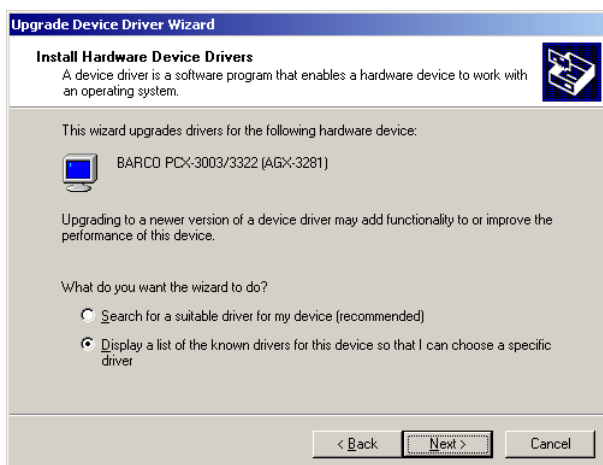 Upgrade Device Driver Wizard
Install Hardware Device Drivers
A device driver is a software program that enables a hardware device to work with
an operating system.
This wizard upgrades drivers for the following hardware device:
BARCO PCX-3003/3322 (AGX-3281)
Upgrading to a newer version of a device driver may add functionality to or improve the
performance of this device.
What do you want the wizard to do?
Search for a suitable driver for my device (recommended)
Display a list of the known drivers for this device so that I can choose a specific
driver
< Back
Next >
Cancel